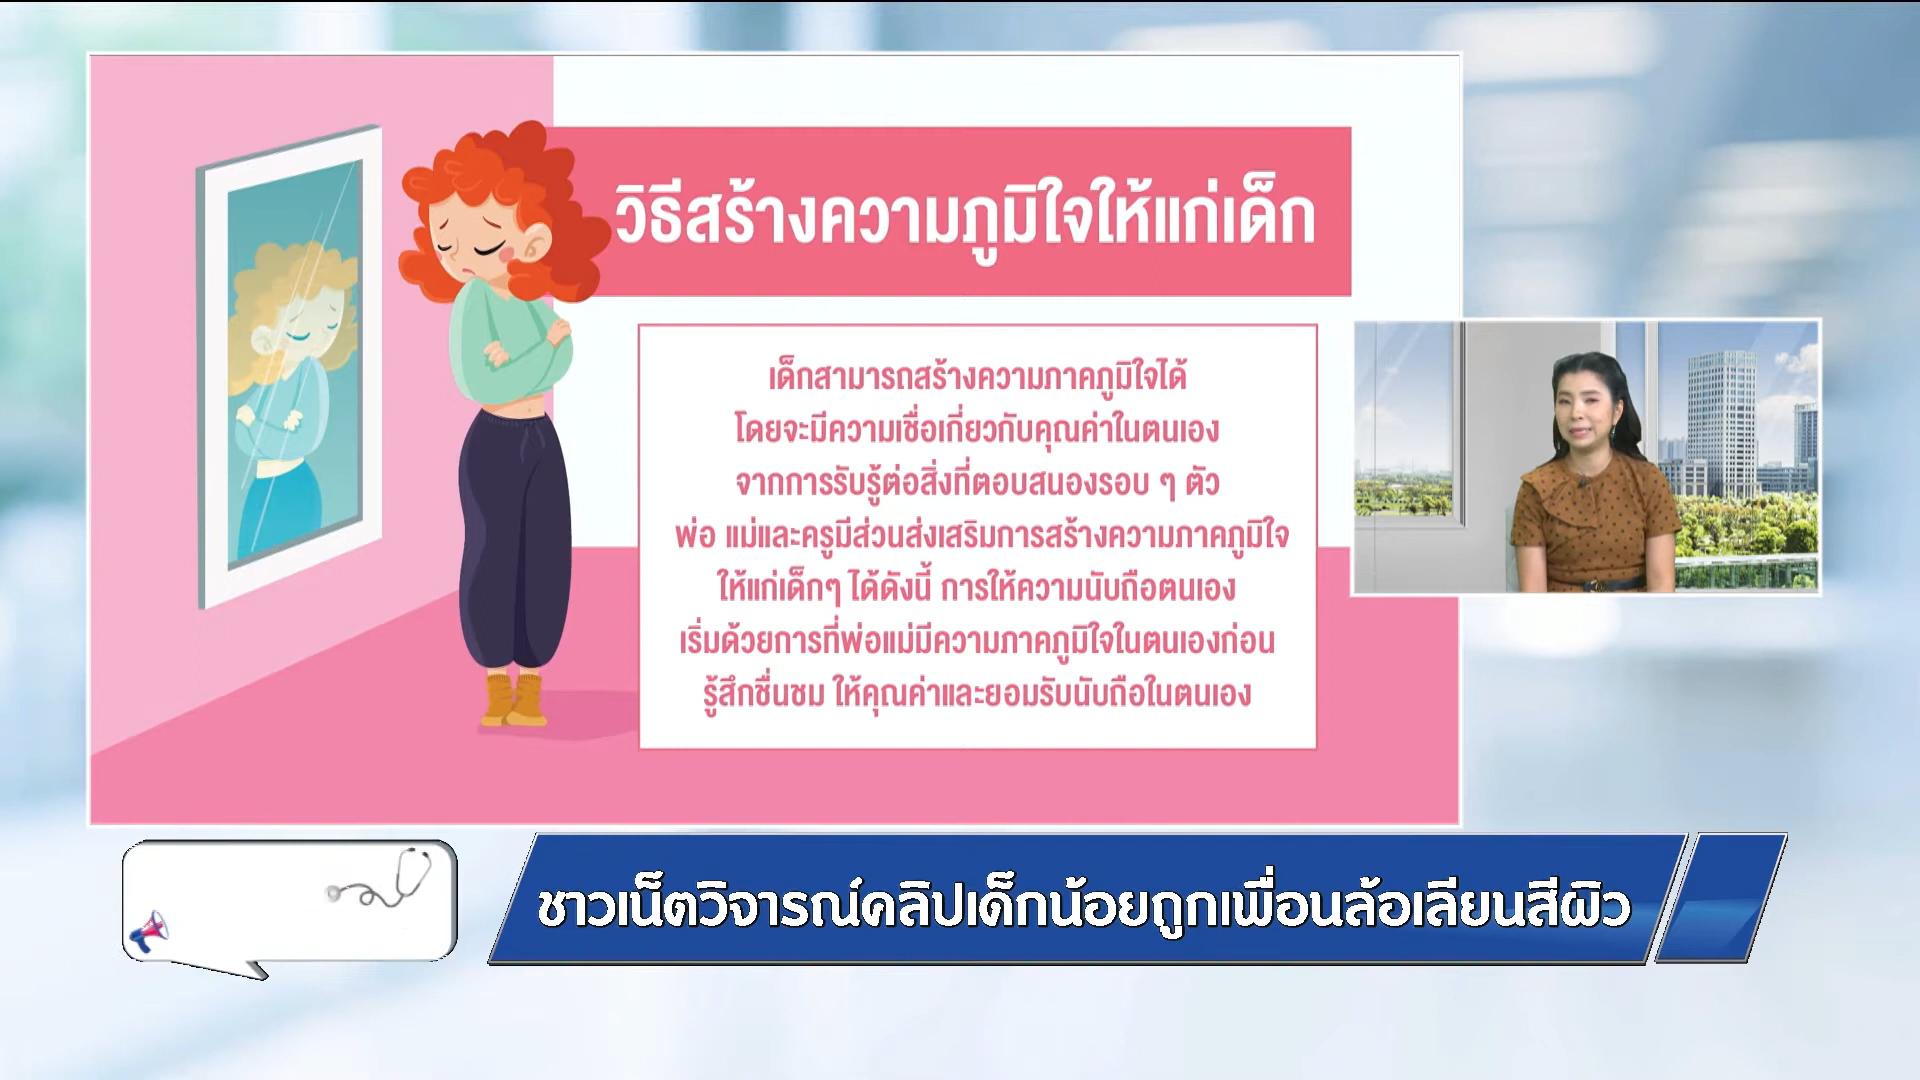 วิธีสร้างความภูมิใจให้แก่เด็ก
เด็กสามารถสร้างความภาคภูมิใจได้
โดยจะมีความเชื่อเกี่ยวกับคุณค่าในตนเอง
จากการรับรู้ต่อสิ่งที่ตอบสนองรอบ ๆ ตัว
พ่อ แม่และครูมีส่วนส่งเสริมการสร้างความภาคภูมิใจ
ให้แก่เด็กๆ ได้ดังนี้ การให้ความนับถือตนเอง
เริ่มด้วยการที่พ่อแม่มีความภาคภูมิใจในตนเองก่อน
รู้สึกชื่นชม ให้คุณค่าและยอมรับนับถือในตนเอง
ชาวเน็ตวิจารณ์คลิปเด็กน้อยถูกเพื่อนล้อเลียนสีผิว